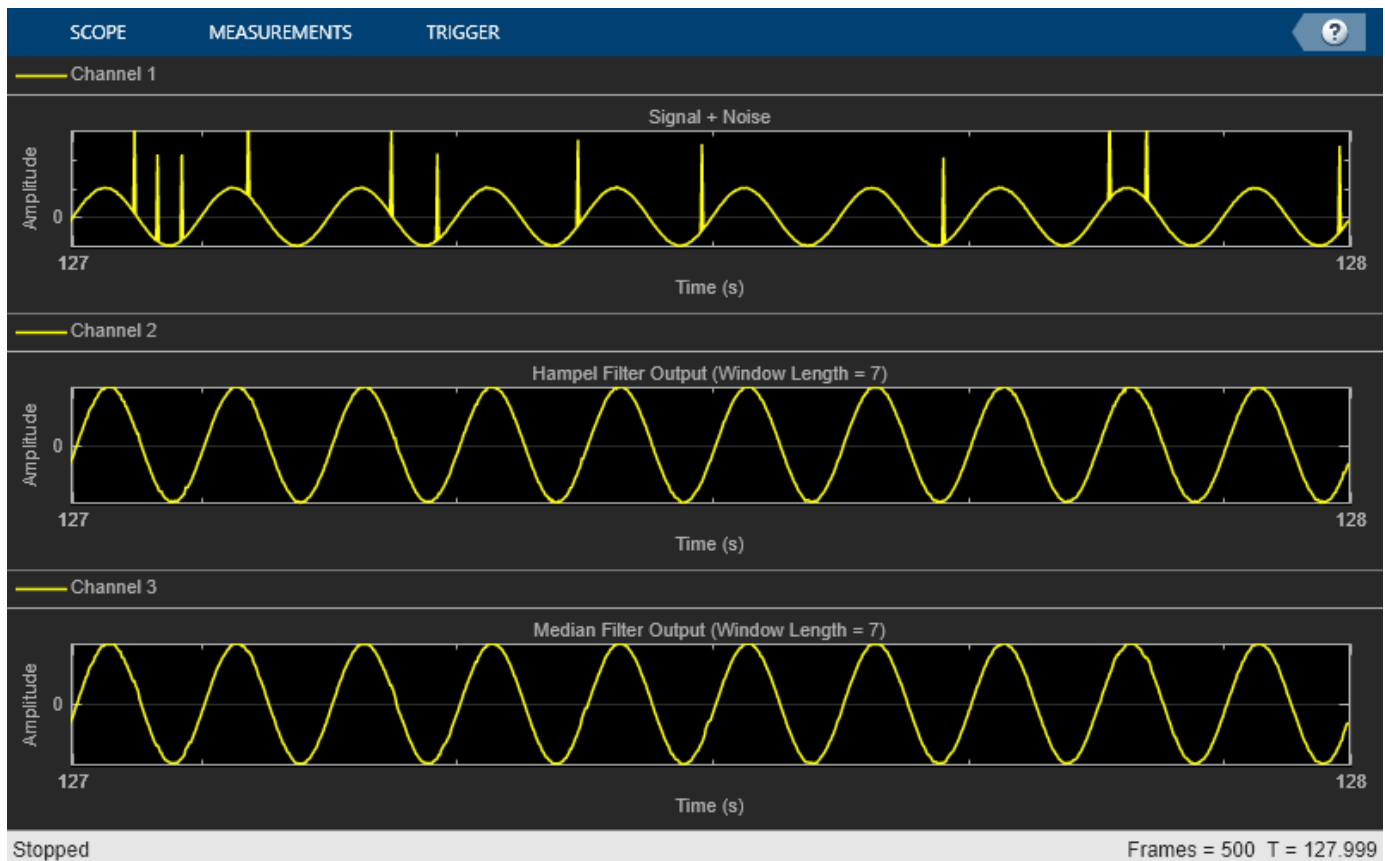 SCOPE MEASUREMENTS TRIGGER ?
Channel 1
Signal + Noise
Amplitude
0
127 128
Time (s)
Channel 2
Hampel Filter Output (Window Length = 7)
Amplitude
0
127 128
Time (s)
Channel 3
Median Filter Output (Window Length = 7)
Amplitude
0
127 128
Time (s)
Stopped Frames = 500 T = 127.999